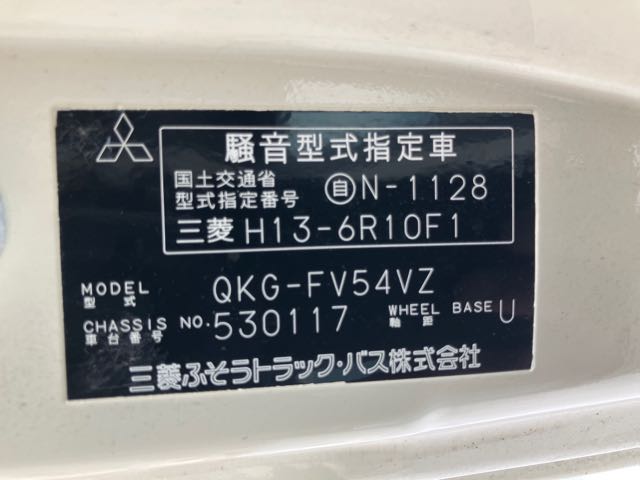 騒音型式指定車
国土交通省
型式指定番号 自N-1128
三菱 H13-6R10F1
MODEL 型式 QKG-FV54VZ
CHASSIS NO. 車台番号 530117 WHEEL BASE 軸距 U
三菱ふそうトラック・バス株式会社